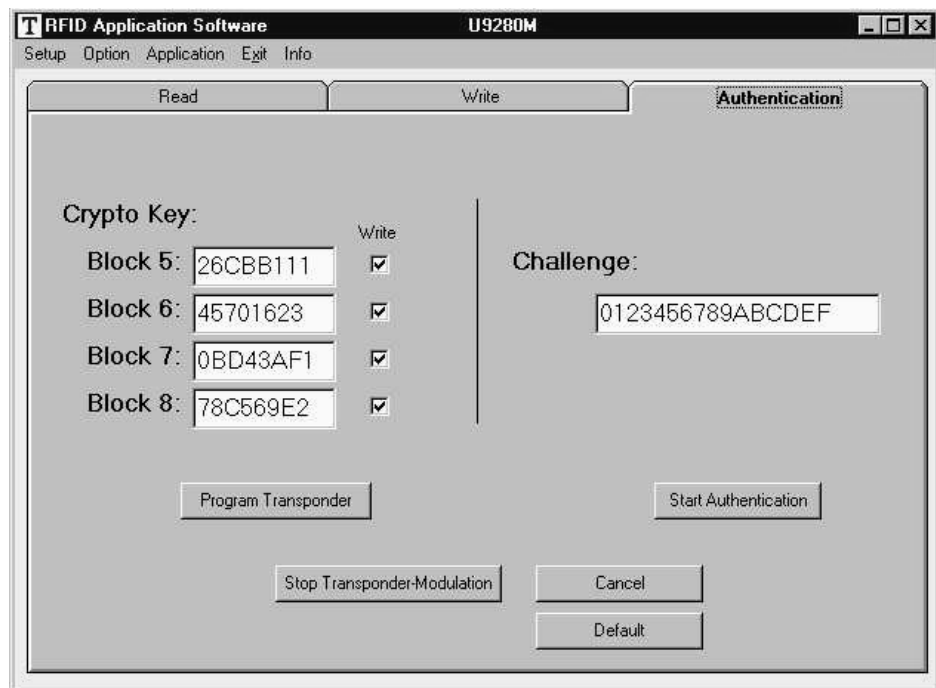 T RFID Application Software U9280M
Setup Option Application Exit Info
Read Write Authentication
Crypto Key:
Write
Block 5: 26CBB111
Block 6: 45701623
Block 7: 0BD43AF1
Block 8: 78C569E2
Challenge:
0123456789ABCDEF
Program Transponder
Start Authentication
Stop Transponder-Modulation
Cancel
Default